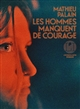 MATHIEU
PALAIN
LES HOMMES
MANQUENT
DE COURAGE